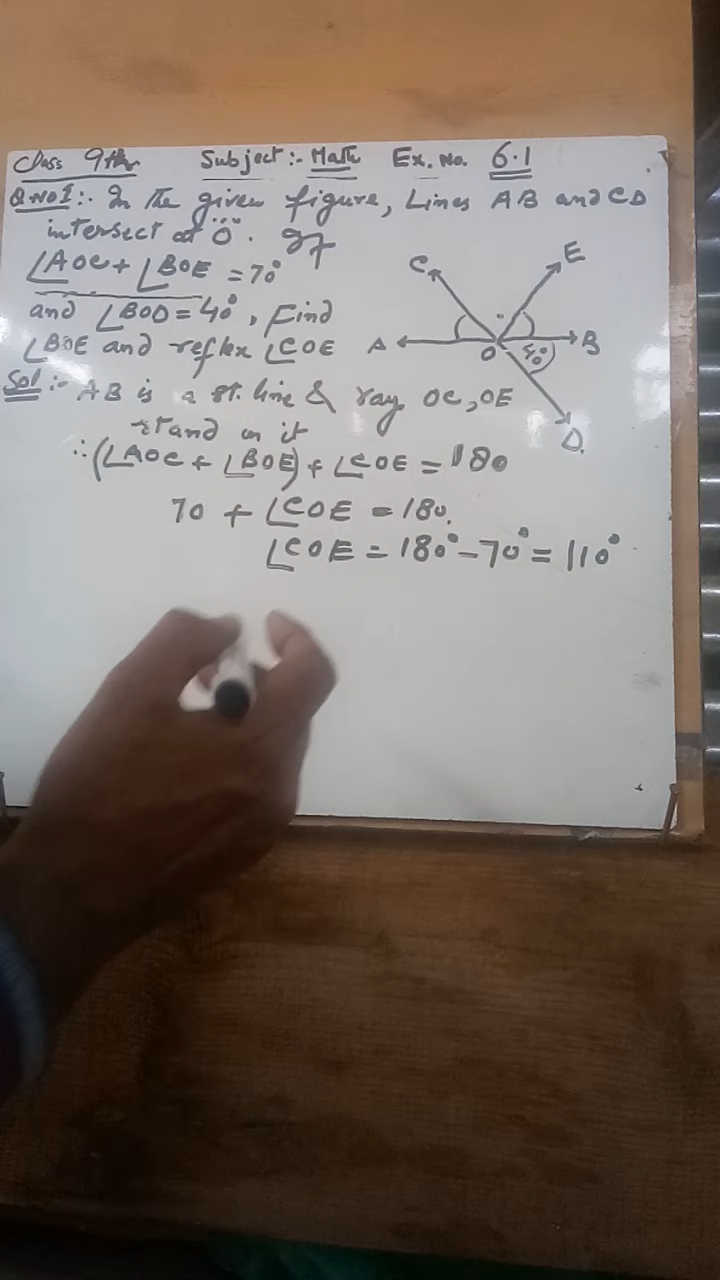 Class 9th Subject:- Math Ex. No. 6.1
Q.No1:- In the given figure, Lines AB and CD
intersect at "O". If
∠AOC + ∠BOE = 70°
and ∠BOD = 40°, Find
∠BOE and reflex ∠COE
C E A O B 40° D
Sol:- AB is a st. line & ray OC, OE
stand on it
∴ (∠AOC + ∠BOE) + ∠COE = 180
70 + ∠COE = 180.
∠COE = 180° - 70° = 110°